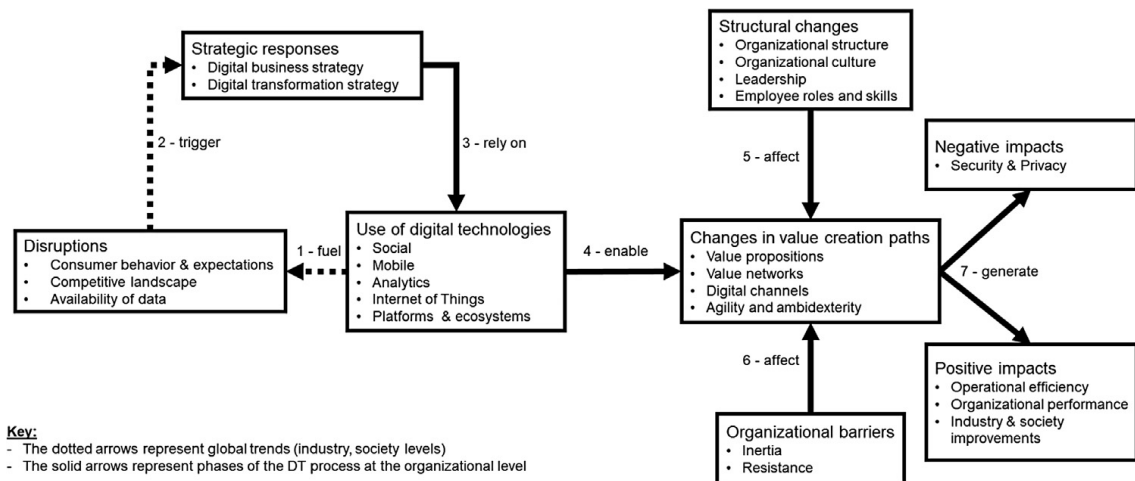 Strategic responses
• Digital business strategy
• Digital transformation strategy
Structural changes
• Organizational structure
• Organizational culture
• Leadership
• Employee roles and skills
2 - trigger
3 - rely on
5 - affect
Negative impacts
• Security & Privacy
Disruptions
• Consumer behavior & expectations
• Competitive landscape
• Availability of data
1 - fuel
Use of digital technologies
• Social
• Mobile
• Analytics
• Internet of Things
• Platforms & ecosystems
4 - enable
Changes in value creation paths
• Value propositions
• Value networks
• Digital channels
• Agility and ambidexterity
7 - generate
6 - affect
Positive impacts
• Operational efficiency
• Organizational performance
• Industry & society
improvements
Organizational barriers
• Inertia
• Resistance
Key:
- The dotted arrows represent global trends (industry, society levels)
- The solid arrows represent phases of the DT process at the organizational level